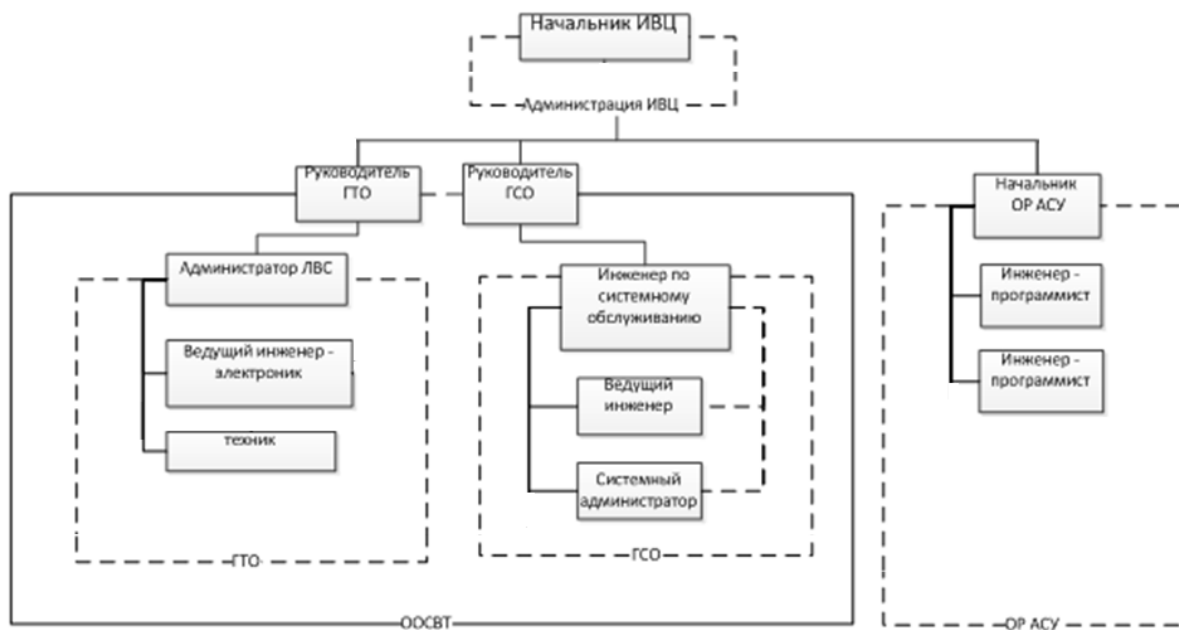 Начальник ИВЦ
Администрация ИВЦ
Руководитель
ГТО
Руководитель
ГСО
Начальник
ОР АСУ
Администратор ЛВС
Ведущий инженер -
электроник
техник
ГТО
Инженер по
системному
обслуживанию
Ведущий
инженер
Системный
администратор
ГСО
Инженер -
программист
Инженер -
программист
ООСВТ
ОР АСУ